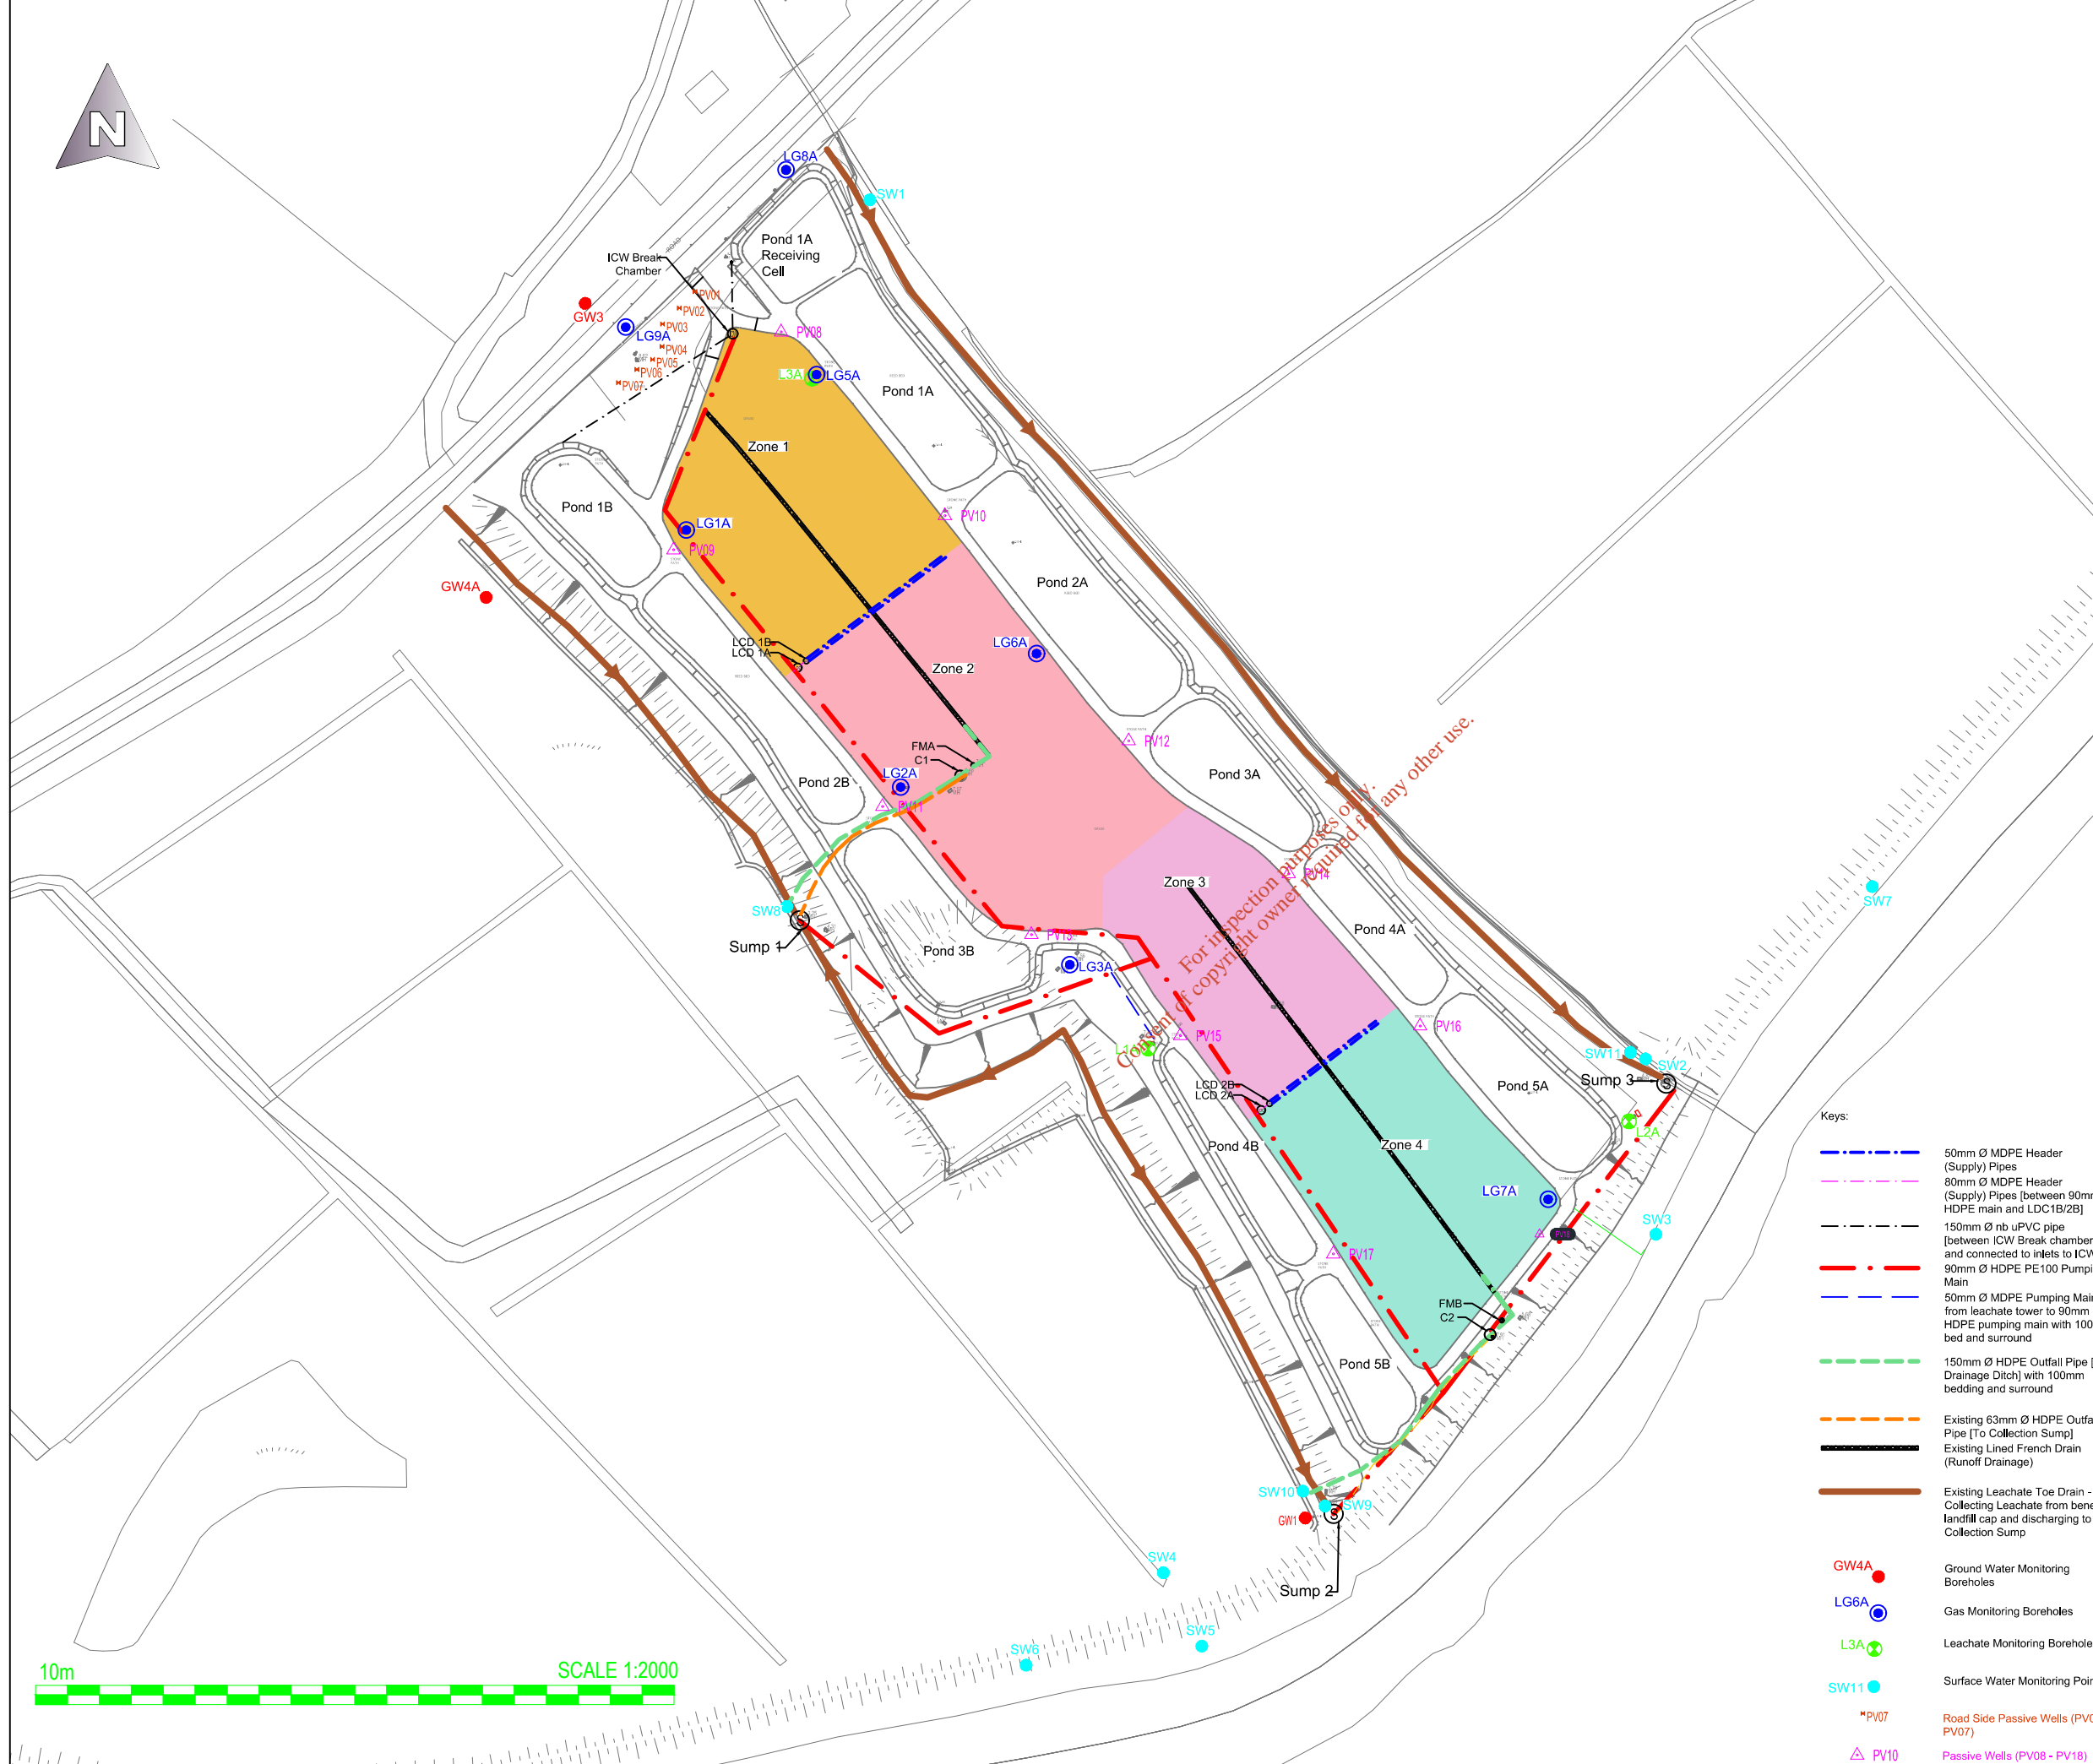 N
LG8A
SW1
Pond 1A
Receiving
Cell
ROAD
ICW Break
Chamber
PV01
PV02
PV03
PV04
PV05
PV06
PV07
GW3
LG9A
PV08
L3A
LG5A
Pond 1A
Zone 1
Pond 1B
PV10
LG1A
PV09
GW4A
Pond 2A
LCD 1B
LCD 1A
LG6A
Zone 2
FMA
C1
PV12
LG2A
Pond 2B
PV11
Pond 3A
For inspection purposes only.
Consent of copyright owner required for any other use.
PV14
Zone 3
SW7
SW8
S
Sump 1
Pond 3B
PV13
Pond 4A
LG3A
PV15
PV16
SW11
SW2
Sump 3
S
LCD 2B
LCD 2A
Pond 5A
L2A
Pond 4B
Zone 4
LG7A
SW3
PV17
FMB
C2
Pond 5B
SW10
SW9
GW1
S
SW4
Sump 2
SW5
SW6
10m
SCALE 1:2000
Keys:
50mm Ø MDPE Header
(Supply) Pipes
80mm Ø MDPE Header
(Supply) Pipes [between 90mm
HDPE main and LDC1B/2B]
150mm Ø nb uPVC pipe
[between ICW Break chamber
and connected to inlets to ICW
90mm Ø HDPE PE100 Pumpi
Main
50mm Ø MDPE Pumping Main
from leachate tower to 90mm
HDPE pumping main with 100
bed and surround
150mm Ø HDPE Outfall Pipe [
Drainage Ditch] with 100mm
bedding and surround
Existing 63mm Ø HDPE Outfa
Pipe [To Collection Sump]
Existing Lined French Drain
(Runoff Drainage)
Existing Leachate Toe Drain -
Collecting Leachate from bene
landfill cap and discharging to
Collection Sump
GW4A
Ground Water Monitoring
Boreholes
LG6A
Gas Monitoring Boreholes
L3A
Leachate Monitoring Borehole
SW11
Surface Water Monitoring Poin
PV07
Road Side Passive Wells (PV0
PV07)
PV10
Passive Wells (PV08 - PV18)